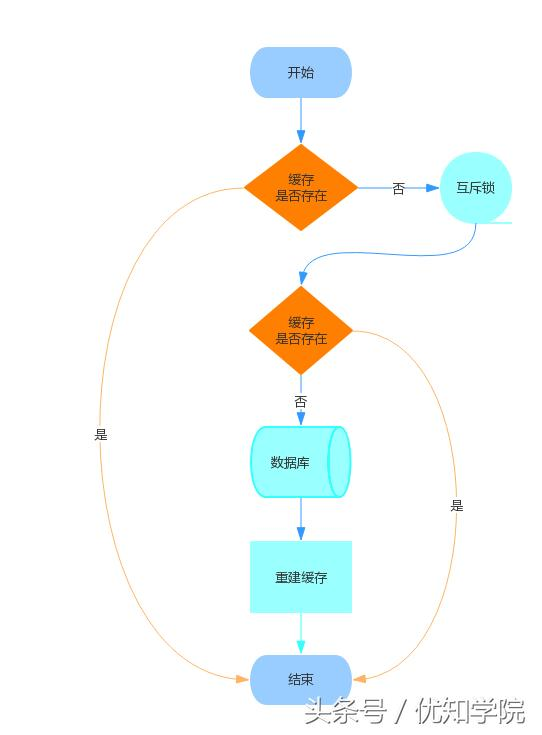 开始
缓存
是否存在
否
互斥锁
缓存
是否存在
否
是
数据库
是
重建缓存
结束
头条号 / 优知学院